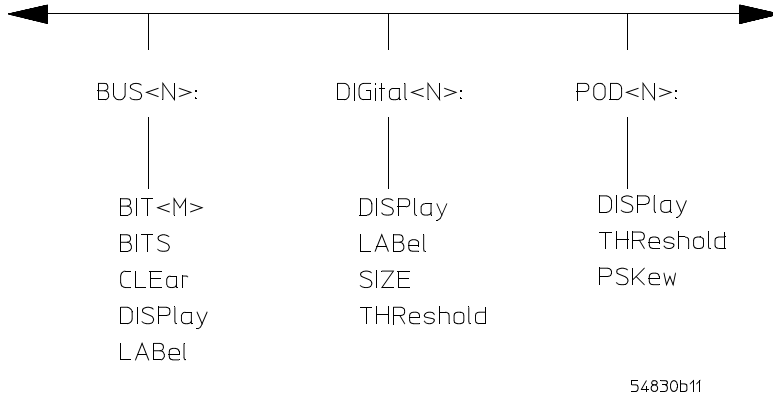 BUS<N>:
BIT<M>
BITS
CLEar
DISPlay
LABel
DIGital<N>:
DISPlay
LABel
SIZE
THReshold
POD<N>:
DISPlay
THReshold
PSKew
54830b11